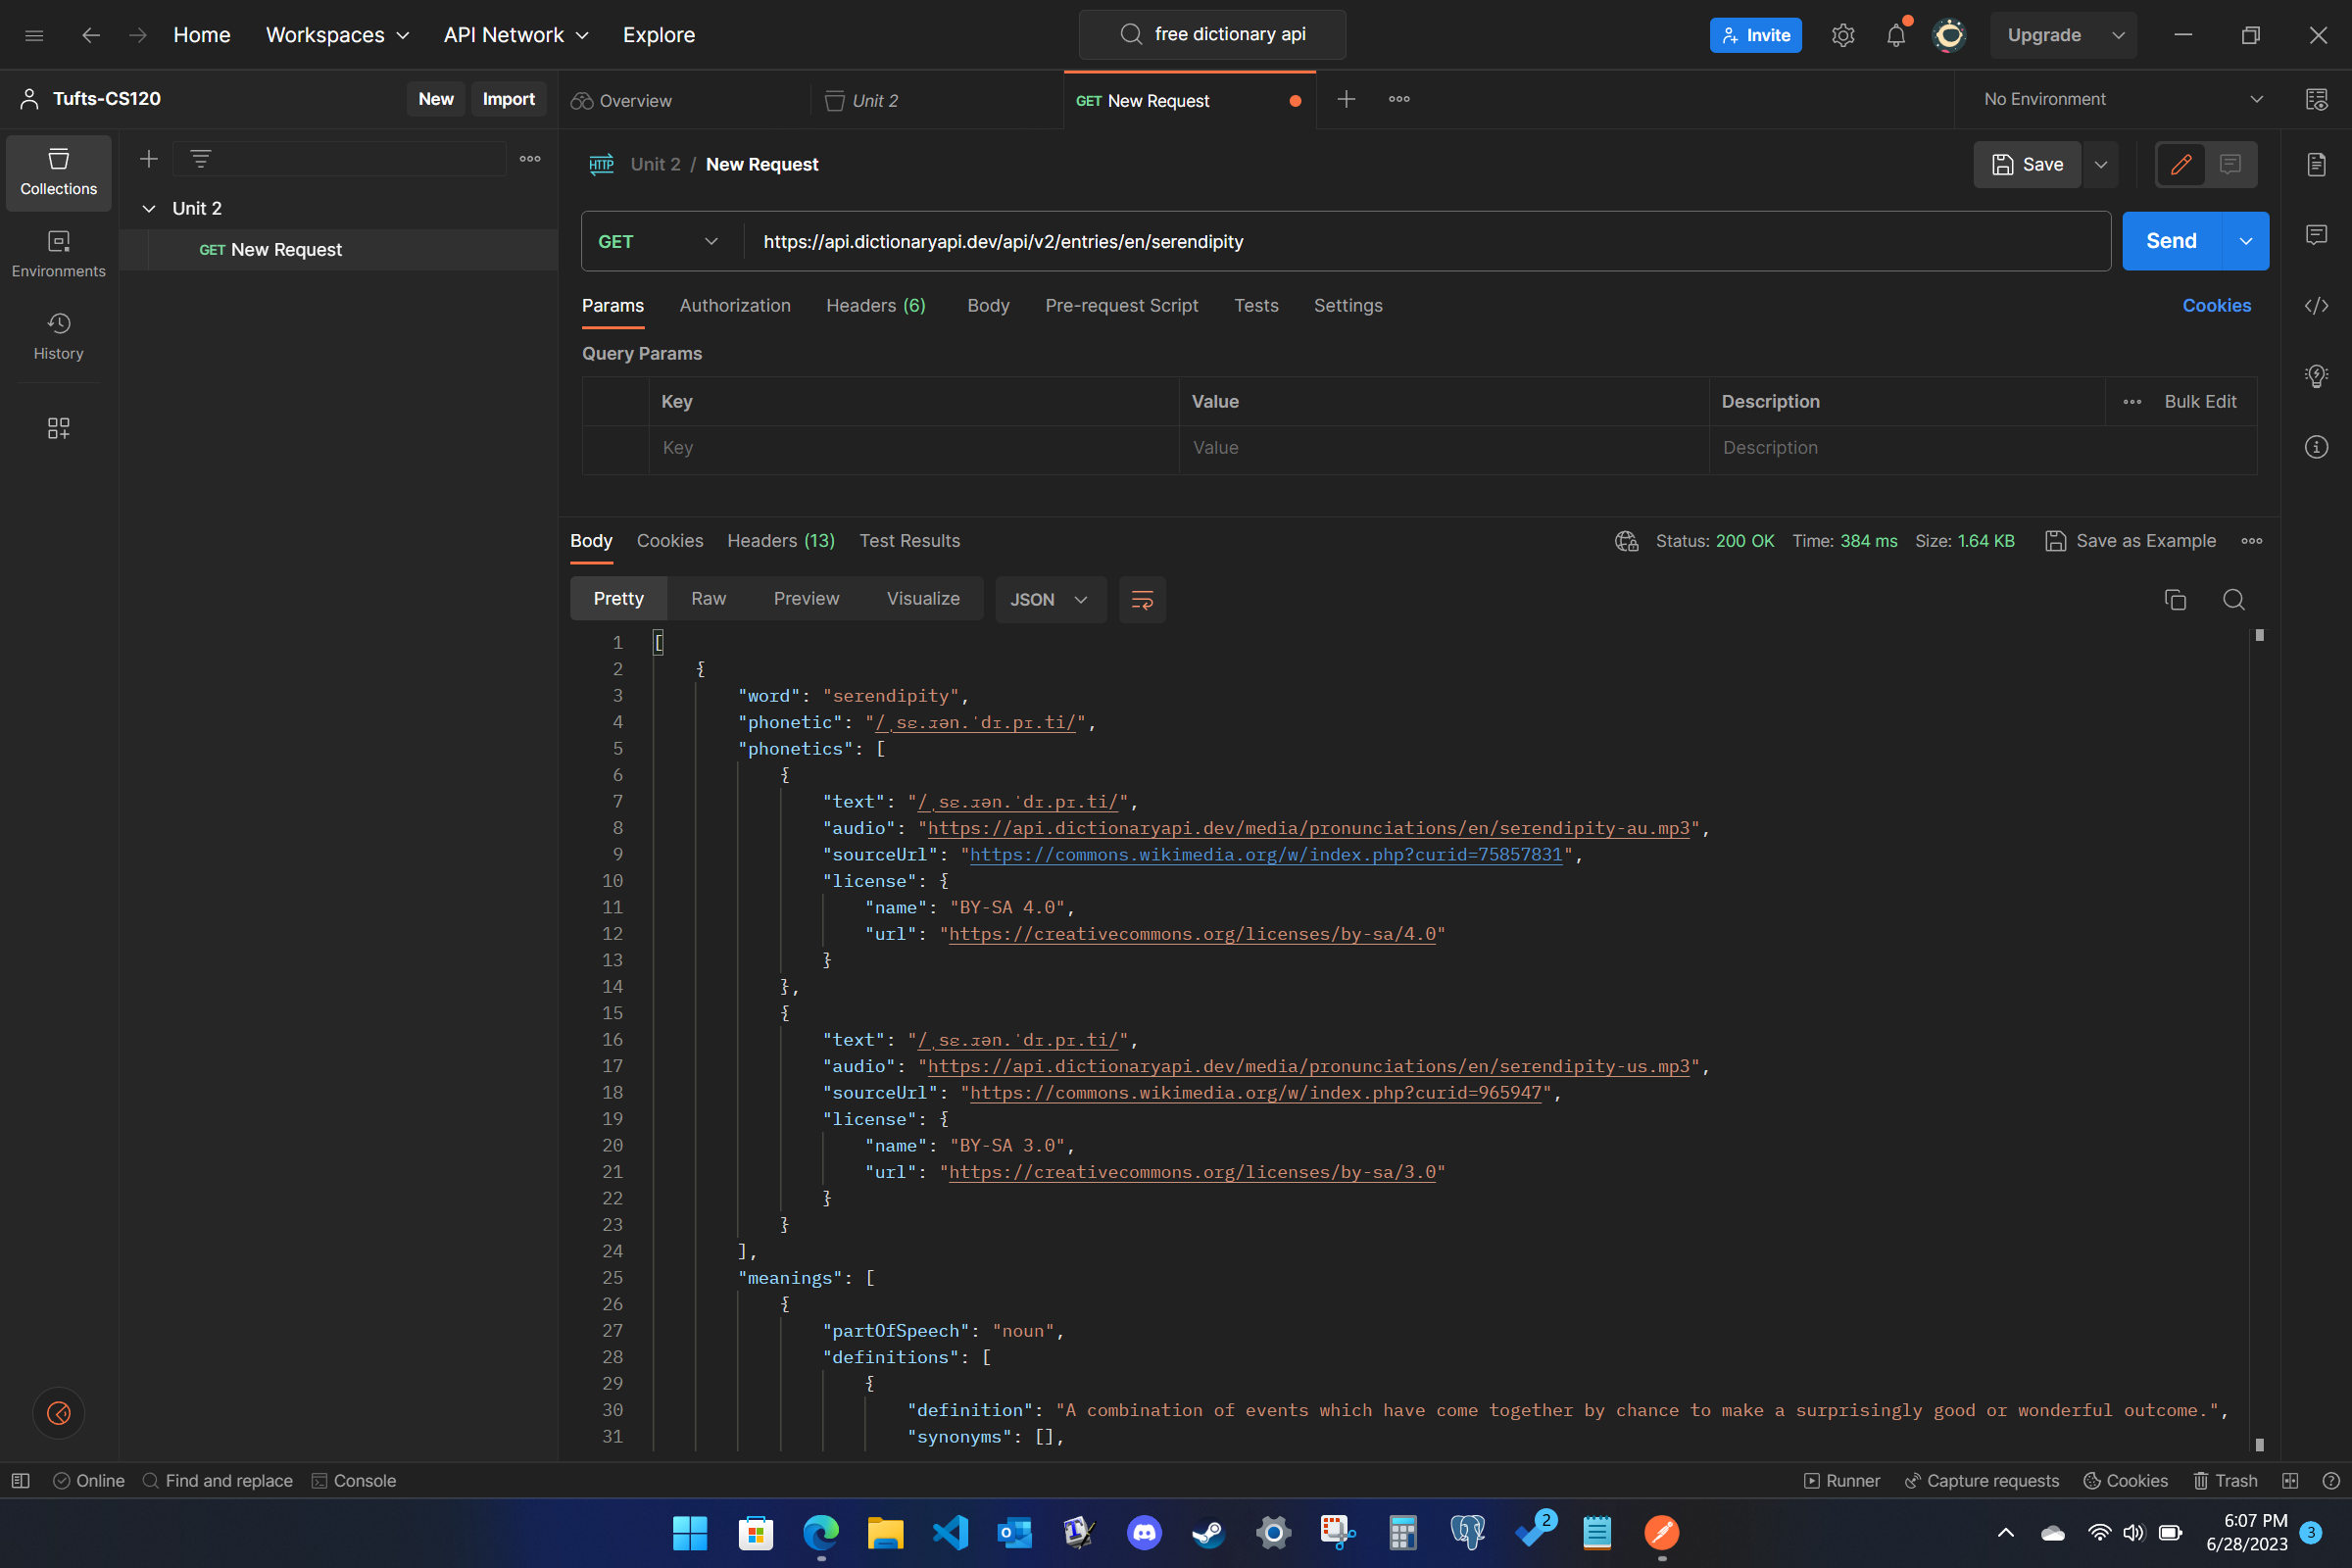 Home Workspaces API Network Explore free dictionary api Invite Upgrade
Tufts-CS120 New Import Overview Unit 2 GET New Request No Environment
Collections
Environments
History
Unit 2
GET New Request
HTTP Unit 2 / New Request Save
GET https://api.dictionaryapi.dev/api/v2/entries/en/serendipity Send
Params Authorization Headers (6) Body Pre-request Script Tests Settings Cookies
Query Params
Key Value Description Bulk Edit
Key Value Description
Body Cookies Headers (13) Test Results Status: 200 OK Time: 384 ms Size: 1.64 KB Save as Example
Pretty Raw Preview Visualize JSON
1 [
2 {
3 "word": "serendipity",
4 "phonetic": "/ˌsɛ.ɹən.ˈdɪ.pɪ.ti/",
5 "phonetics": [
6 {
7 "text": "/ˌsɛ.ɹən.ˈdɪ.pɪ.ti/",
8 "audio": "https://api.dictionaryapi.dev/media/pronunciations/en/serendipity-au.mp3",
9 "sourceUrl": "https://commons.wikimedia.org/w/index.php?curid=75857831",
10 "license": {
11 "name": "BY-SA 4.0",
12 "url": "https://creativecommons.org/licenses/by-sa/4.0"
13 }
14 },
15 {
16 "text": "/ˌsɛ.ɹən.ˈdɪ.pɪ.ti/",
17 "audio": "https://api.dictionaryapi.dev/media/pronunciations/en/serendipity-us.mp3",
18 "sourceUrl": "https://commons.wikimedia.org/w/index.php?curid=965947",
19 "license": {
20 "name": "BY-SA 3.0",
21 "url": "https://creativecommons.org/licenses/by-sa/3.0"
22 }
23 }
24 ],
25 "meanings": [
26 {
27 "partOfSpeech": "noun",
28 "definitions": [
29 {
30 "definition": "A combination of events which have come together by chance to make a surprisingly good or wonderful outcome.",
31 "synonyms": [],
Online Find and replace Console Runner Capture requests Cookies Trash
2
6:07 PM
6/28/2023 3